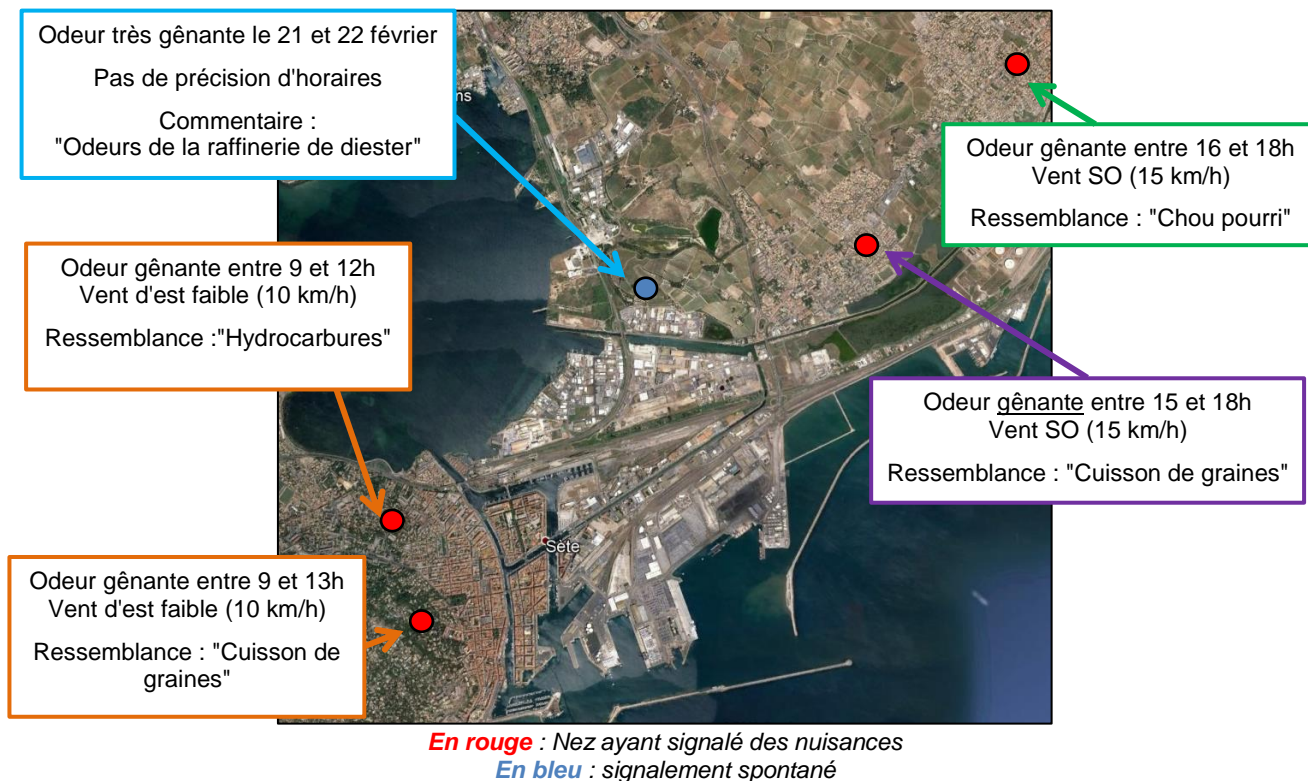 Odeur très gênante le 21 et 22 février
Pas de précision d'horaires
Commentaire :
"Odeurs de la raffinerie de diester"
ns
Odeur gênante entre 16 et 18h
Vent SO (15 km/h)
Ressemblance : "Chou pourri"
Odeur gênante entre 9 et 12h
Vent d'est faible (10 km/h)
Ressemblance :"Hydrocarbures"
Odeur gênante entre 15 et 18h
Vent SO (15 km/h)
Ressemblance : "Cuisson de graines"
Sète
Odeur gênante entre 9 et 13h
Vent d'est faible (10 km/h)
Ressemblance : "Cuisson de
graines"
En rouge : Nez ayant signalé des nuisances
En bleu : signalement spontané